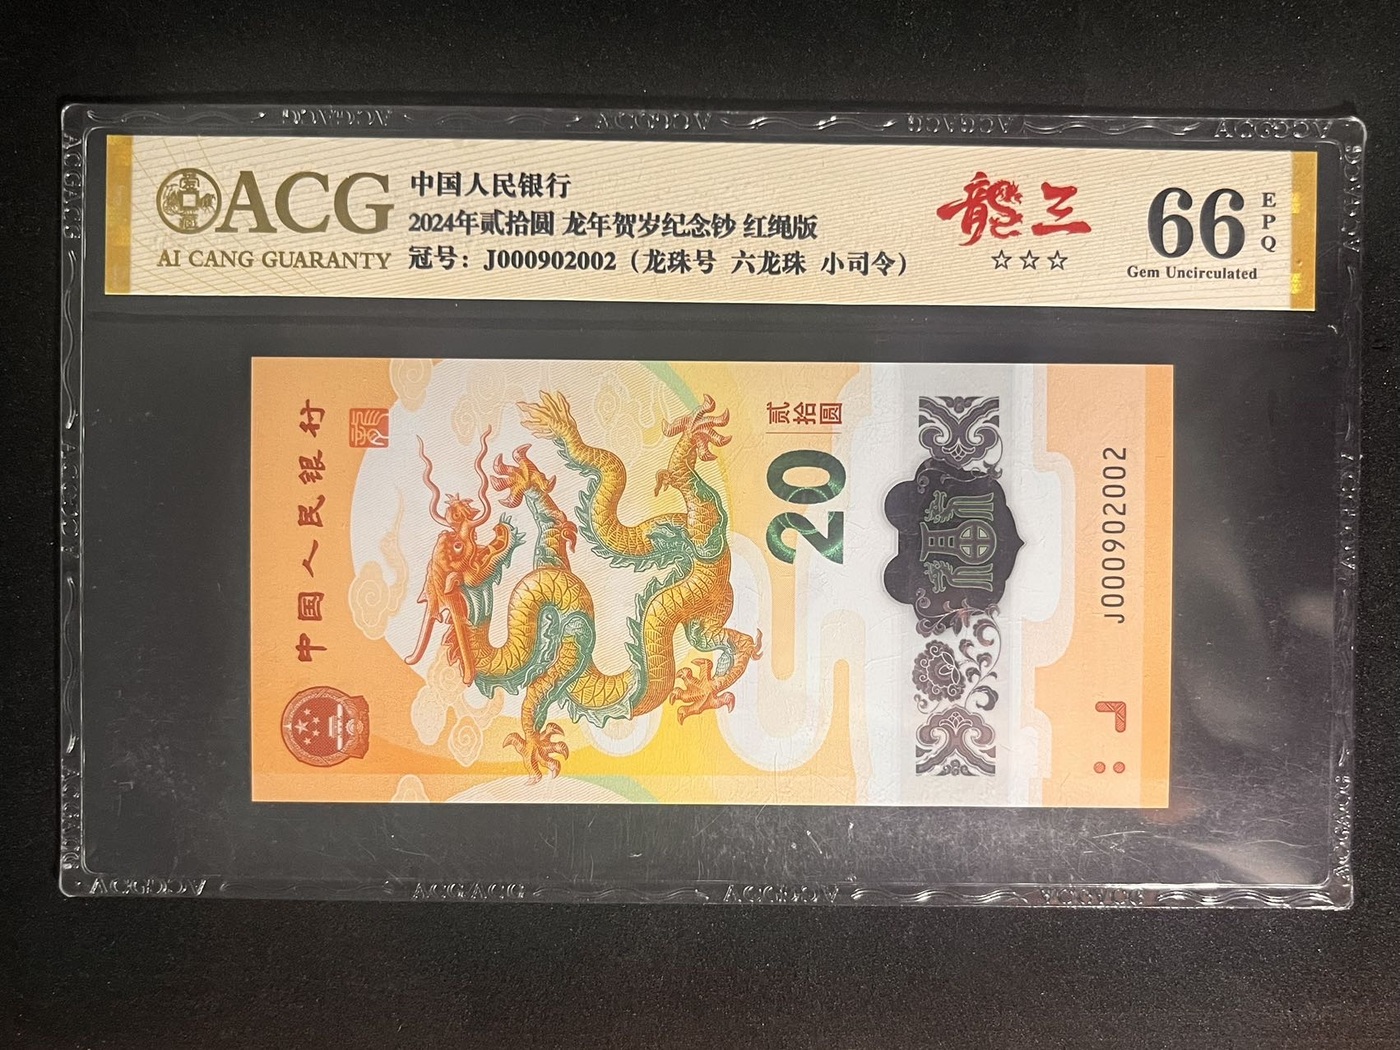 ACG
AI CANG GUARANTY
中国人民银行
2024年贰拾圆 龙年贺岁纪念钞 红绳版
冠号：J000902002（龙珠号 六龙珠 小司令）
龍三
☆☆☆
66
EPQ
Gem Uncirculated
中国人民银行
贰拾圆
20
福
J000902002